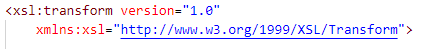 <xsl:transform version="1.0"
xmlns:xsl="http://www.w3.org/1999/XSL/Transform">